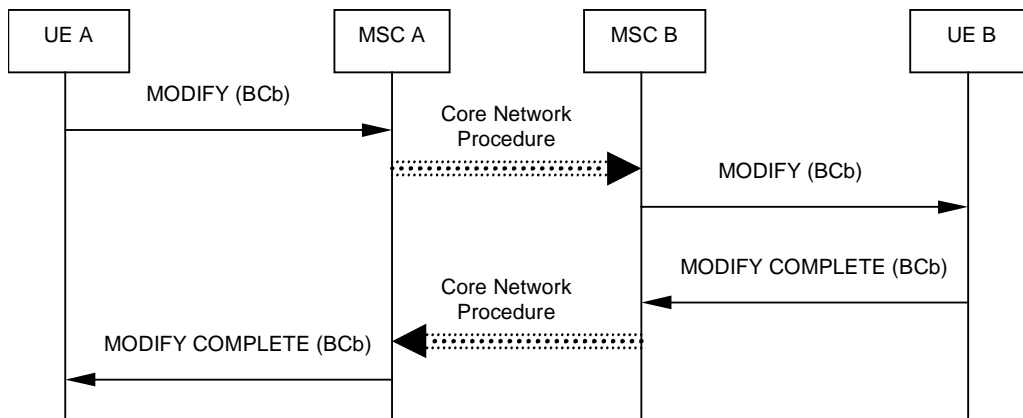 UE A
MSC A
MSC B
UE B
MODIFY (BCb)
Core Network
Procedure
MODIFY (BCb)
MODIFY COMPLETE (BCb)
Core Network
Procedure
MODIFY COMPLETE (BCb)